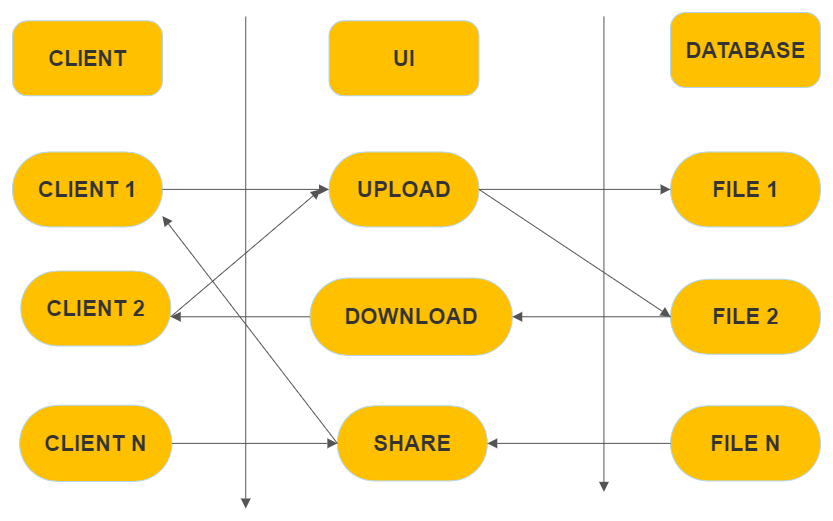 CLIENT
UI
DATABASE
CLIENT 1
UPLOAD
FILE 1
CLIENT 2
DOWNLOAD
FILE 2
CLIENT N
SHARE
FILE N